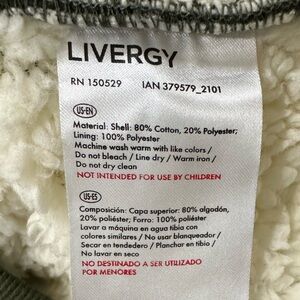 LIVERGY
RN 150529 IAN 379579_2101
US-EN
Material: Shell: 80% Cotton, 20% Polyester;
Lining: 100% Polyester
Machine wash warm with like colors /
Do not bleach / Line dry / Warm iron /
Do not dry clean
NOT INTENDED FOR USE BY CHILDREN
US-ES
Composición: Capa superior: 80% algodón,
20% poliéster; Forro: 100% poliéster
Lavar a máquina en agua tibia con
colores similares / No usar blanqueador /
Secar en tendedero / Planchar en tibio /
No lavar en seco
NO DESTINADO A SER UTILIZADO
POR MENORES